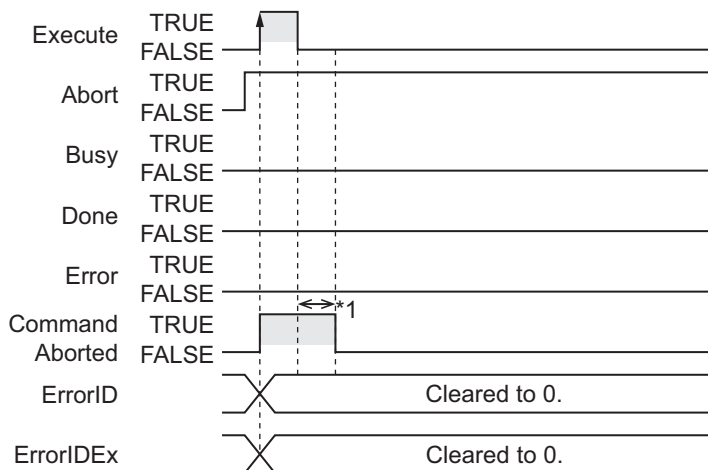 Execute TRUE
FALSE
Abort TRUE
FALSE
Busy TRUE
FALSE
Done TRUE
FALSE
Error TRUE
FALSE
*1
Command TRUE
Aborted FALSE
ErrorID Cleared to 0.
ErrorIDEx Cleared to 0.